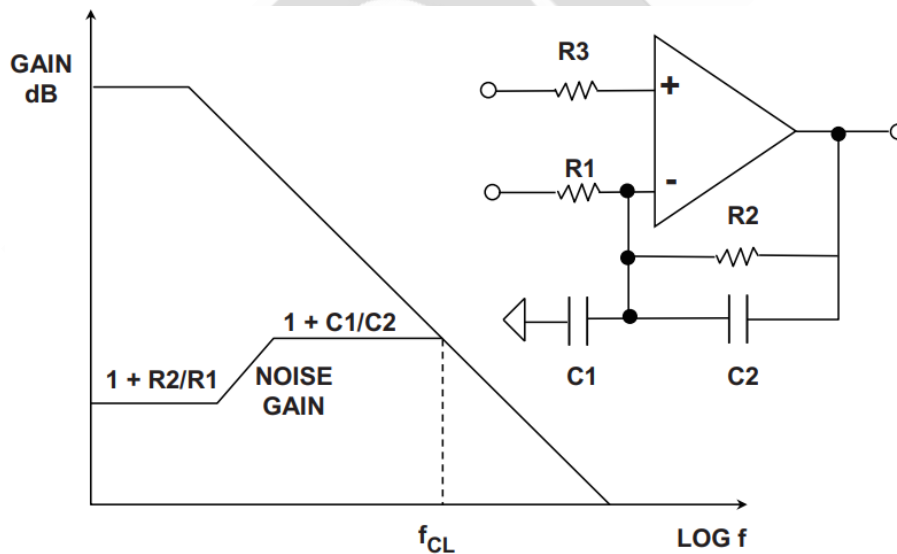 GAIN
dB
1 + R2/R1
1 + C1/C2
NOISE
GAIN
fCL
LOG f
R3
+
R1
-
R2
C1
C2